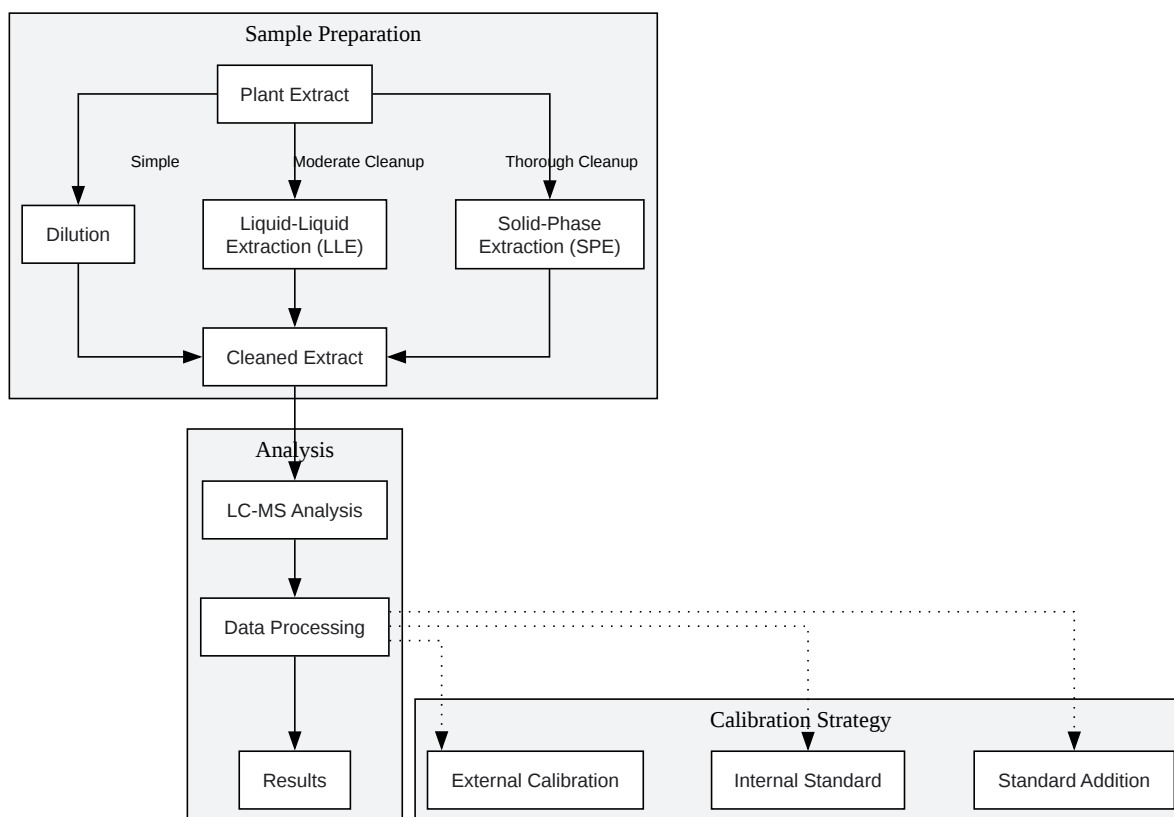 Sample Preparation
Plant Extract
Simple
Moderate Cleanup
Thorough Cleanup
Dilution
Liquid-Liquid
Extraction (LLE)
Solid-Phase
Extraction (SPE)
Cleaned Extract
Analysis
LC-MS Analysis
Data Processing
Calibration Strategy
Results
External Calibration
Internal Standard
Standard Addition